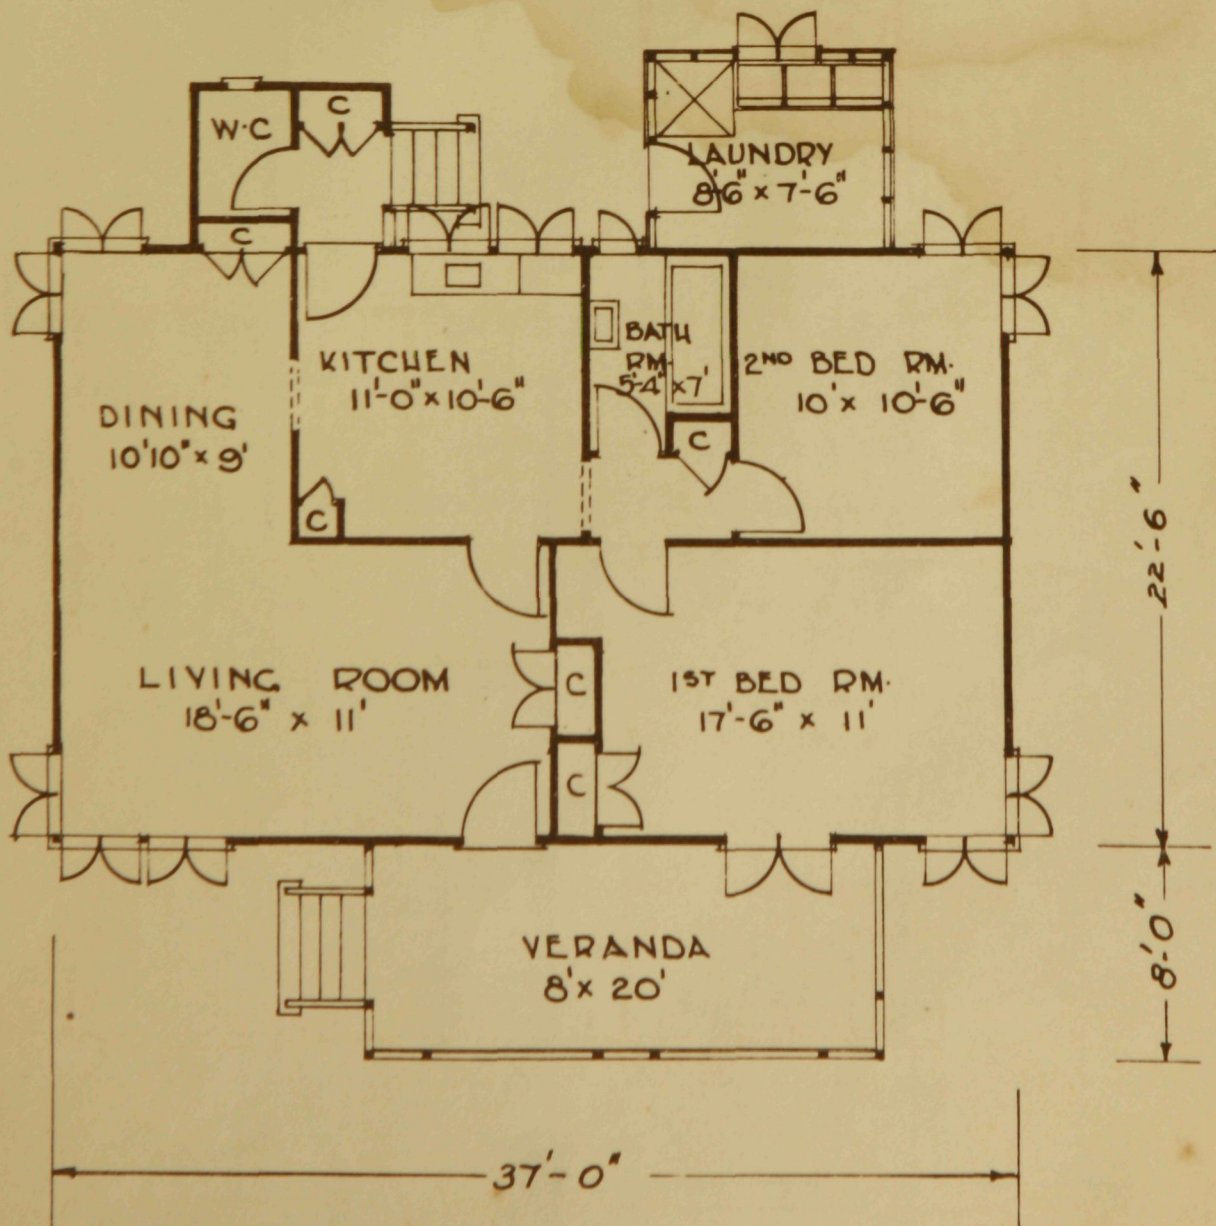 C
W·C
LAUNDRY
8'-6" x 7'-6"
C
BATH
RM.
5'-4" x 7'
KITCHEN
11'-0" x 10'-6"
2ND BED RM.
10' x 10'-6"
DINING
10'10" x 9'
C
C
22'-6"
LIVING ROOM
18'-6" x 11'
C
1ST BED RM.
17'-6" x 11'
C
VERANDA
8' x 20'
8'-0"
37'-0"